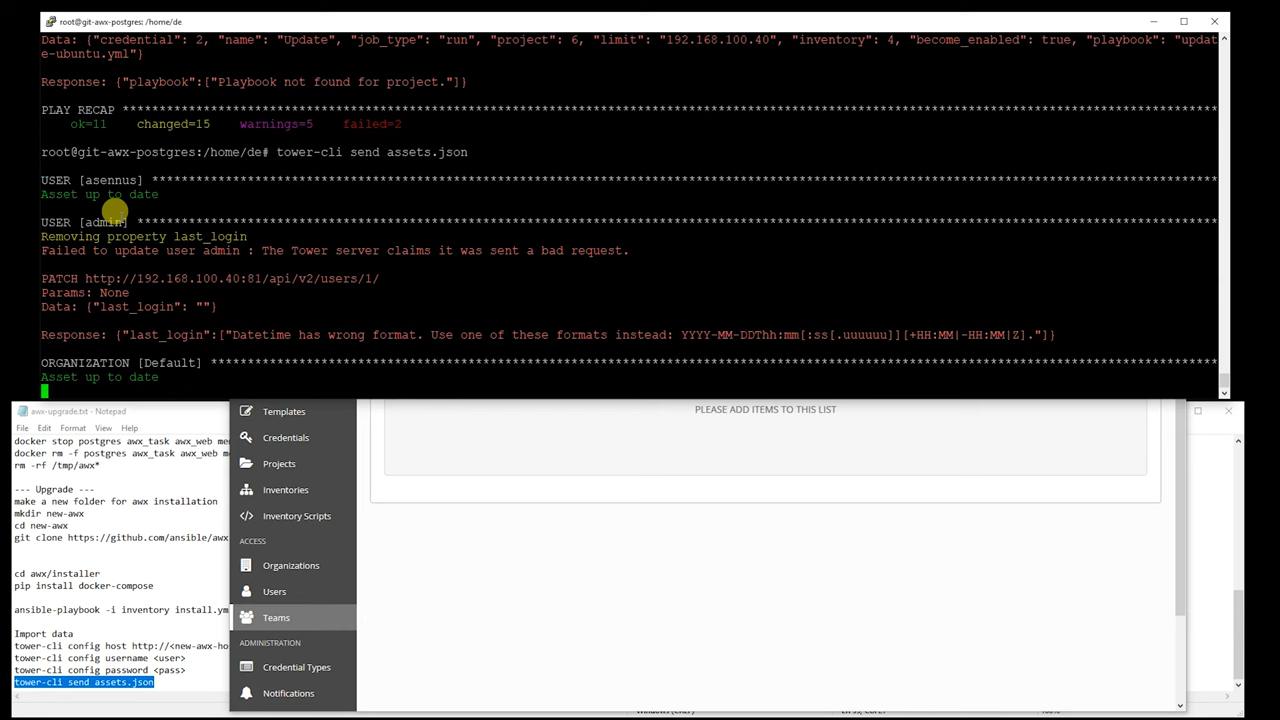 root@git-awx-postgres: /home/de
Data: {"credential": 2, "name": "Update", "job_type": "run", "project": 6, "limit": "192.168.100.40", "inventory": 4, "become_enabled": true, "playbook": "updat
e-ubuntu.yml"}
Response: {"playbook":["Playbook not found for project."]}
PLAY RECAP ******************************************************************************************************************************************
ok=11 changed=15 warnings=5 failed=2
root@git-awx-postgres:/home/de# tower-cli send assets.json
USER [asennus] **************************************************************************************************************************************
Asset up to date
USER [admin] ****************************************************************************************************************************************
Removing property last_login
Failed to update user admin : The Tower server claims it was sent a bad request.
PATCH http://192.168.100.40:81/api/v2/users/1/
Params: None
Data: {"last_login": ""}
Response: {"last_login":["Datetime has wrong format. Use one of these formats instead: YYYY-MM-DDThh:mm[:ss[.uuuuuu]][+HH:MM|-HH:MM|Z]."]}
ORGANIZATION [Default] ******************************************************************************************************************************
Asset up to date
awx-upgrade.txt - Notepad
File Edit Format View Help
docker stop postgres awx_task awx_web me
docker rm -f postgres awx_task awx_web me
rm -rf /tmp/awx*
--- Upgrade ---
make a new folder for awx installation
mkdir new-awx
cd new-awx
git clone https://github.com/ansible/awx
cd awx/installer
pip install docker-compose
ansible-playbook -i inventory install.ym
Import data
tower-cli config host http://<new-awx-ho
tower-cli config username <user>
tower-cli config password <pass>
tower-cli send assets.json
Templates
Credentials
Projects
Inventories
Inventory Scripts
ACCESS
Organizations
Users
Teams
ADMINISTRATION
Credential Types
Notifications
PLEASE ADD ITEMS TO THIS LIST